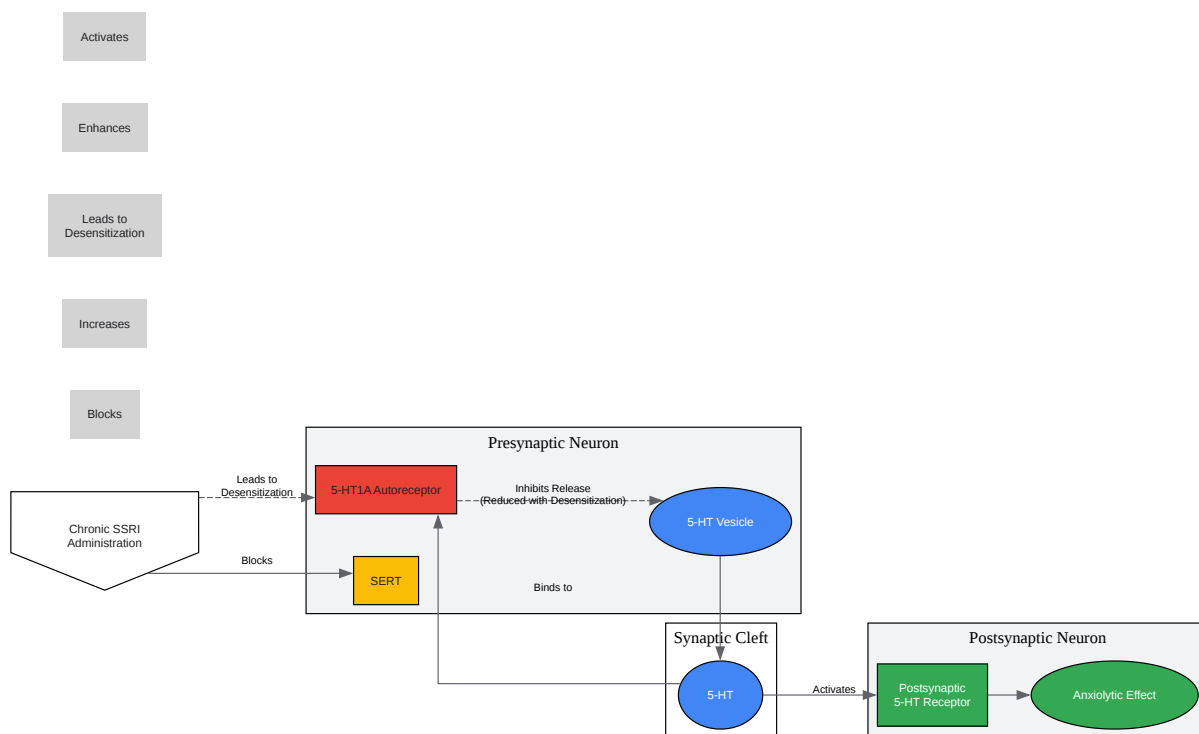 Activates
Enhances
Leads to
Desensitization
Increases
Blocks
Presynaptic Neuron
Leads to
Desensitization
5-HT1A Autoreceptor
Inhibits Release
(Reduced with Desensitization)
5-HT Vesicle
Chronic SSRI
Administration
Blocks
SERT
Binds to
Synaptic Cleft
Postsynaptic Neuron
5-HT
Activates
Postsynaptic
5-HT Receptor
Anxiolytic Effect